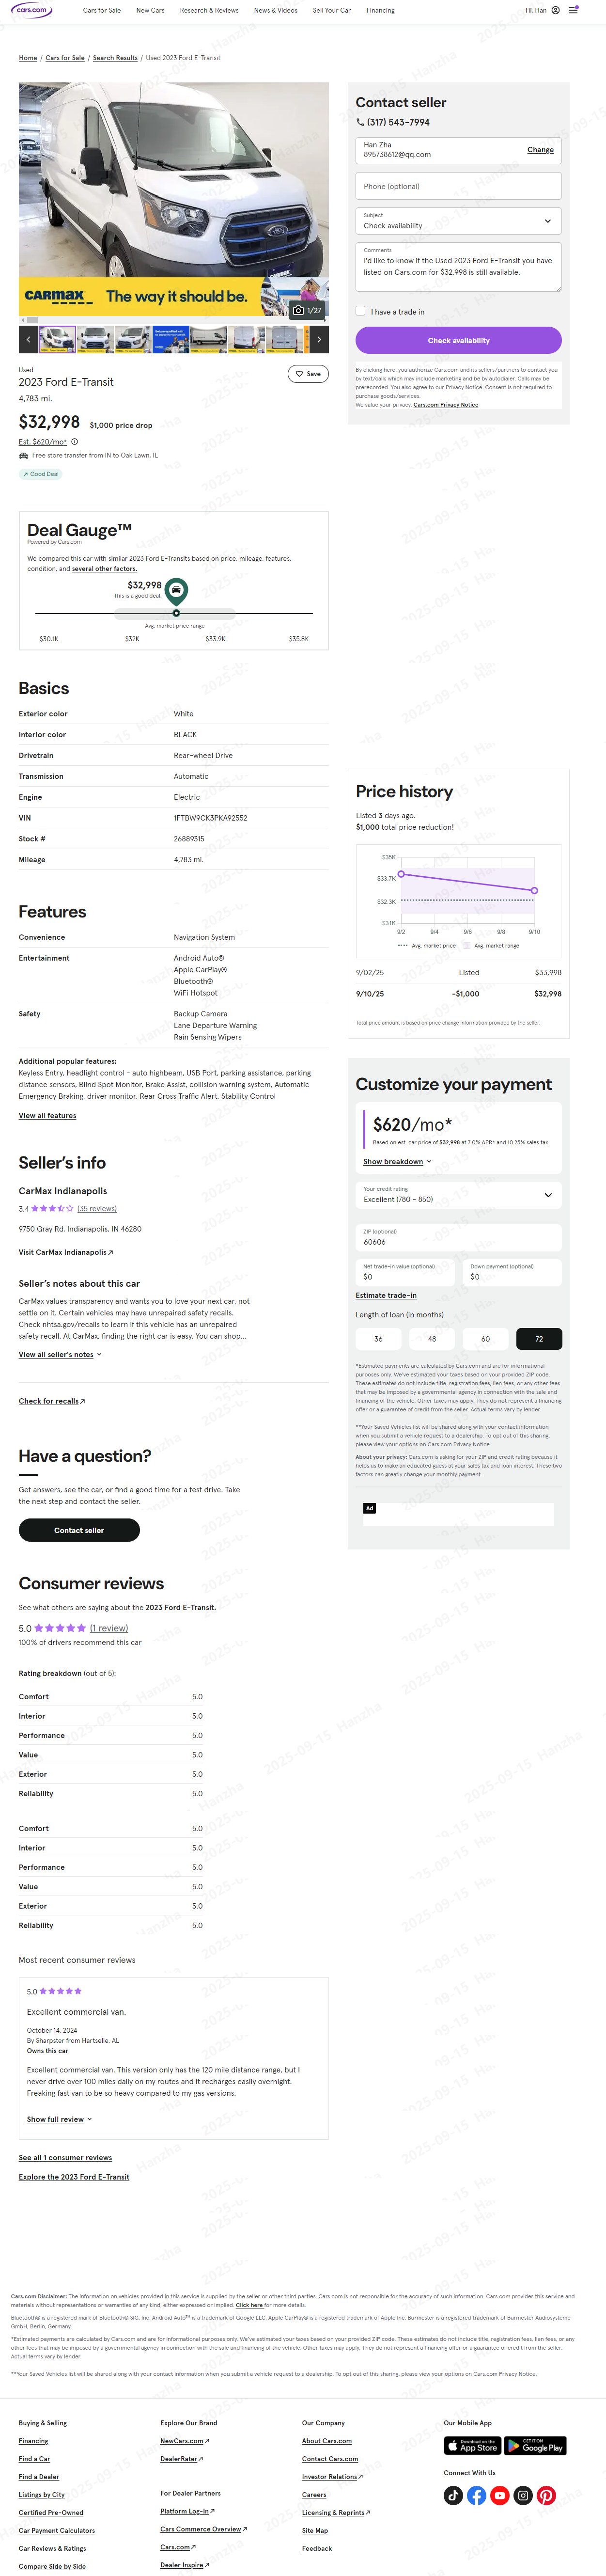 cars.com
Cars for Sale
New Cars
Research & Reviews
News & Videos
Sell Your Car
Financing
Hi, Han
Home / Cars for Sale / Search Results / Used 2023 Ford E-Transit
CARMAX The way it should be.
1/27
Used
2023 Ford E-Transit
Save
4,783 mi.
$32,998 $1,000 price drop
Est. $620/mo*
Free store transfer from IN to Oak Lawn, IL
Good Deal
Contact seller
(317) 543-7994
Han Zha
895738612@qq.com
Change
Phone (optional)
Subject
Check availability
Comments
I'd like to know if the Used 2023 Ford E-Transit you have
listed on Cars.com for $32,998 is still available.
I have a trade in
Check availability
By clicking here, you authorize Cars.com and its sellers/partners to contact you
by text/calls which may include marketing and be by autodialer. Calls may be
prerecorded. You also agree to our Privacy Notice. Consent is not required to
purchase goods/services.
We value your privacy. Cars.com Privacy Notice
Deal Gauge™
Powered by Cars.com
We compared this car with similar 2023 Ford E-Transits based on price, mileage, features,
condition, and several other factors.
$32,998
This is a good deal.
Avg. market price range
$30.1K $32K $33.9K $35.8K
Basics
Exterior color White
Interior color BLACK
Drivetrain Rear-wheel Drive
Transmission Automatic
Engine Electric
VIN 1FTBW9CK3PKA92552
Stock # 26889315
Mileage 4,783 mi.
Features
Convenience Navigation System
Entertainment Android Auto®
Apple CarPlay®
Bluetooth®
WiFi Hotspot
Safety Backup Camera
Lane Departure Warning
Rain Sensing Wipers
Additional popular features:
Keyless Entry, headlight control - auto highbeam, USB Port, parking assistance, parking
distance sensors, Blind Spot Monitor, Brake Assist, collision warning system, Automatic
Emergency Braking, driver monitor, Rear Cross Traffic Alert, Stability Control
View all features
Price history
Listed 3 days ago.
$1,000 total price reduction!
$35K
$33.7K
$32.3K
$31K
9/2 9/4 9/6 9/8 9/10
Avg. market price Avg. market range
9/02/25 Listed $33,998
9/10/25 -$1,000 $32,998
Total price amount is based on price change information provided by the seller.
Customize your payment
$620/mo*
Based on est. car price of $32,998 at 7.0% APR* and 10.25% sales tax.
Show breakdown
Your credit rating
Excellent (780 - 850)
ZIP (optional)
60606
Net trade-in value (optional)
$0
Down payment (optional)
$0
Estimate trade-in
Length of loan (in months)
36 48 60 72
*Estimated payments are calculated by Cars.com and are for informational
purposes only. We've estimated your taxes based on your provided ZIP code.
These estimates do not include title, registration fees, lien fees, or any other fees
that may be imposed by a governmental agency in connection with the sale and
financing of the vehicle. Other taxes may apply. They do not represent a financing
offer or a guarantee of credit from the seller. Actual terms vary by lender.
**Your Saved Vehicles list will be shared along with your contact information
when you submit a vehicle request to a dealership. To opt out of this sharing,
please view your options on Cars.com Privacy Notice.
About your privacy: Cars.com is asking for your ZIP and credit rating because it
helps us to make an educated guess at your sales tax and loan interest. These two
factors can greatly change your monthly payment.
Ad
Seller's info
CarMax Indianapolis
3.4 (35 reviews)
9750 Gray Rd, Indianapolis, IN 46280
Visit CarMax Indianapolis
Seller's notes about this car
CarMax values transparency and wants you to love your next car, not
settle on it. Certain vehicles may have unrepaired safety recalls.
Check nhtsa.gov/recalls to learn if this vehicle has an unrepaired
safety recall. At CarMax, finding the right car is easy. You can shop...
View all seller's notes
Check for recalls
Have a question?
Get answers, see the car, or find a good time for a test drive. Take
the next step and contact the seller.
Contact seller
Consumer reviews
See what others are saying about the 2023 Ford E-Transit.
5.0 (1 review)
100% of drivers recommend this car
Rating breakdown (out of 5):
Comfort 5.0
Interior 5.0
Performance 5.0
Value 5.0
Exterior 5.0
Reliability 5.0
Comfort 5.0
Interior 5.0
Performance 5.0
Value 5.0
Exterior 5.0
Reliability 5.0
Most recent consumer reviews
5.0
Excellent commercial van.
October 14, 2024
By Sharpster from Hartselle, AL
Owns this car
Excellent commercial van. This version only has the 120 mile distance range, but I
never drive over 100 miles daily on my routes and it recharges easily overnight.
Freaking fast van to be so heavy compared to my gas versions.
Show full review
See all 1 consumer reviews
Explore the 2023 Ford E-Transit
Cars.com Disclaimer: The information on vehicles provided in this service is supplied by the seller or other third parties; Cars.com is not responsible for the accuracy of such information. Cars.com provides this service and
materials without representations or warranties of any kind, either expressed or implied. Click here for more details.
Bluetooth® is a registered mark of Bluetooth® SIG, Inc. Android Auto™ is a trademark of Google LLC. Apple CarPlay® is a registered trademark of Apple Inc. Burmester is a registered trademark of Burmester Audiosysteme
GmbH, Berlin, Germany.
*Estimated payments are calculated by Cars.com and are for informational purposes only. We've estimated your taxes based on your provided ZIP code. These estimates do not include title, registration fees, lien fees, or any
other fees that may be imposed by a governmental agency in connection with the sale and financing of the vehicle. Other taxes may apply. They do not represent a financing offer or a guarantee of credit from the seller.
Actual terms vary by lender.
**Your Saved Vehicles list will be shared along with your contact information when you submit a vehicle request to a dealership. To opt out of this sharing, please view your options on Cars.com Privacy Notice.
Buying & Selling
Financing
Find a Car
Find a Dealer
Listings by City
Certified Pre-Owned
Car Payment Calculators
Car Reviews & Ratings
Compare Side by Side
Explore Our Brand
NewCars.com
DealerRater
For Dealer Partners
Platform Log-In
Cars Commerce Overview
Cars.com
Dealer Inspire
Our Company
About Cars.com
Contact Cars.com
Investor Relations
Careers
Licensing & Reprints
Site Map
Feedback
Our Mobile App
Download on the App Store
GET IT ON Google Play
Connect With Us
2025-09-15 Hanzha